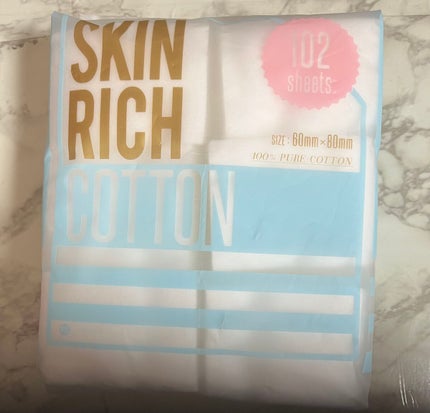 SKIN
RICH
COTTON
102
sheets
SIZE : 60mm×80mm
100% PURE COTTON